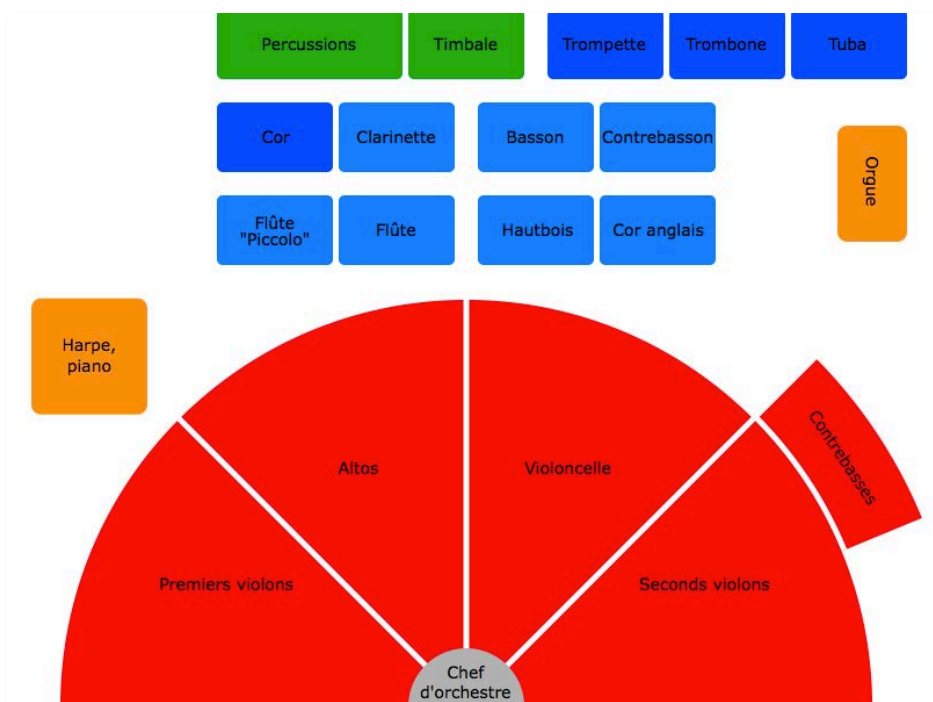 Percussions
Timbale
Trompette
Trombone
Tuba
Cor
Clarinette
Basson
Contrebasson
Orgue
Flûte
"Piccolo"
Flûte
Hautbois
Cor anglais
Harpe,
piano
Altos
Violoncelle
Contrebasses
Premiers violons
Seconds violons
Chef
d'orchestre